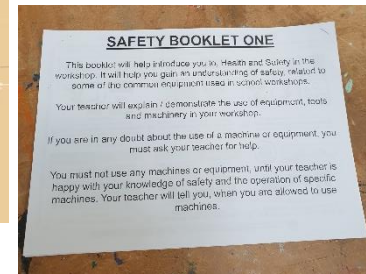 SAFETY BOOKLET ONE
This booklet will help introduce you to, Health and Safety in the
workshop. It will help you gain an understanding of safety, related to
some of the common equipment used in school workshops.
Your teacher will explain / demonstrate the use of equipment, tools
and machinery in your workshop.
If you are in any doubt about the use of a machine or equipment, you
must ask your teacher for help.
You must not use any machines or equipment, until your teacher is
happy with your knowledge of safety and the operation of specific
machines. Your teacher will tell you, when you are allowed to use
machines.